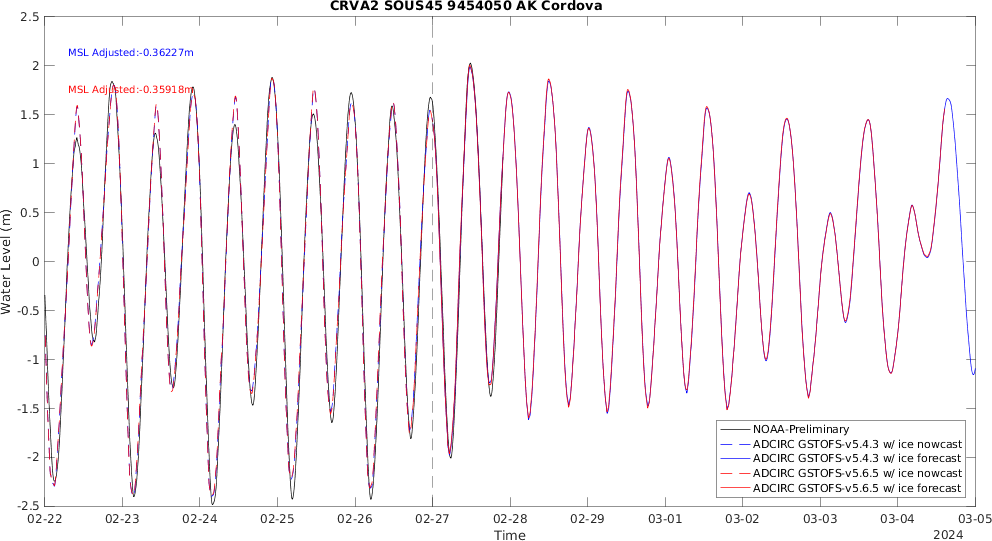 CRVA2 SOUS45 9454050 AK Cordova
MSL Adjusted:-0.36227m
MSL Adjusted:-0.35918m
Water Level (m)
2.5
2
1.5
1
0.5
0
-0.5
-1
-1.5
-2
-2.5
NOAA-Preliminary
ADCIRC GSTOFS-v5.4.3 w/ ice nowcast
ADCIRC GSTOFS-v5.4.3 w/ ice forecast
ADCIRC GSTOFS-v5.6.5 w/ ice nowcast
ADCIRC GSTOFS-v5.6.5 w/ ice forecast
02-22 02-23 02-24 02-25 02-26 02-27 02-28 02-29 03-01 03-02 03-03 03-04 03-05
Time
2024